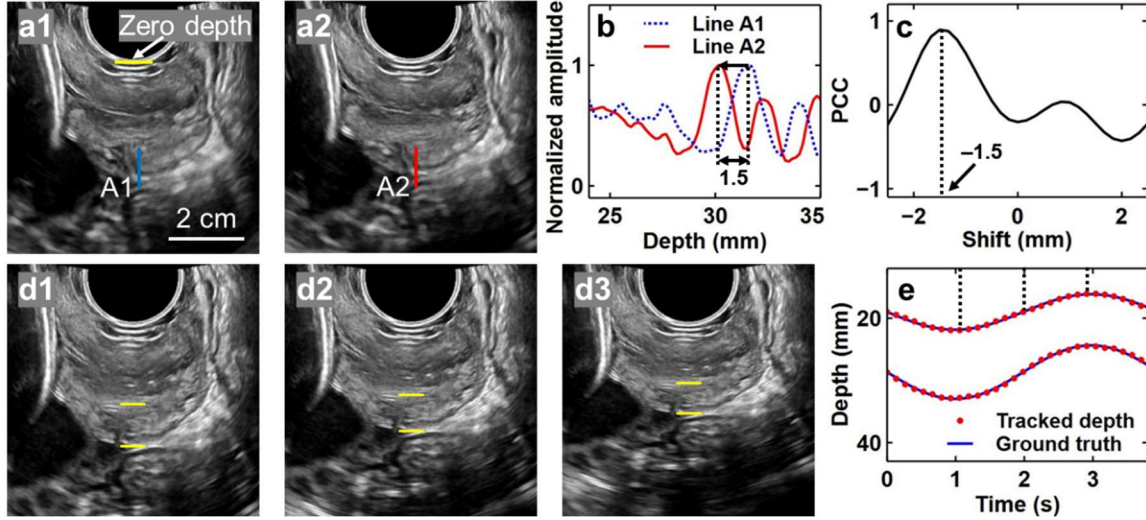 a1
Zero depth
A1
2 cm
a2
A2
b
Line A1
Line A2
Normalized amplitude
1
0
1.5
25 30 35
Depth (mm)
c
PCC
1
0
−1
−1.5
−2 0 2
Shift (mm)
d1
d2
d3
e
Depth (mm)
20
40
Tracked depth
Ground truth
0 1 2 3
Time (s)